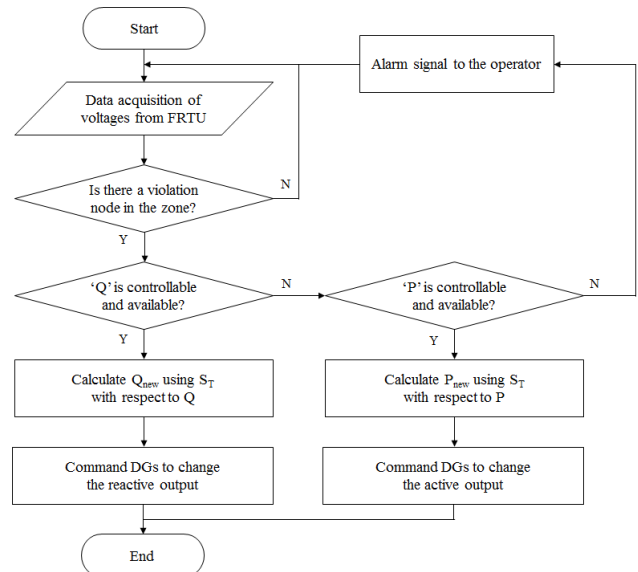 Start
Alarm signal to the operator
Data acquisition of
voltages from FRTU
Is there a violation
node in the zone?
N
Y
‘Q’ is controllable
and available?
N
‘P’ is controllable
and available?
N
Y
Y
Calculate Qnew using ST
with respect to Q
Calculate Pnew using ST
with respect to P
Command DGs to change
the reactive output
Command DGs to change
the active output
End